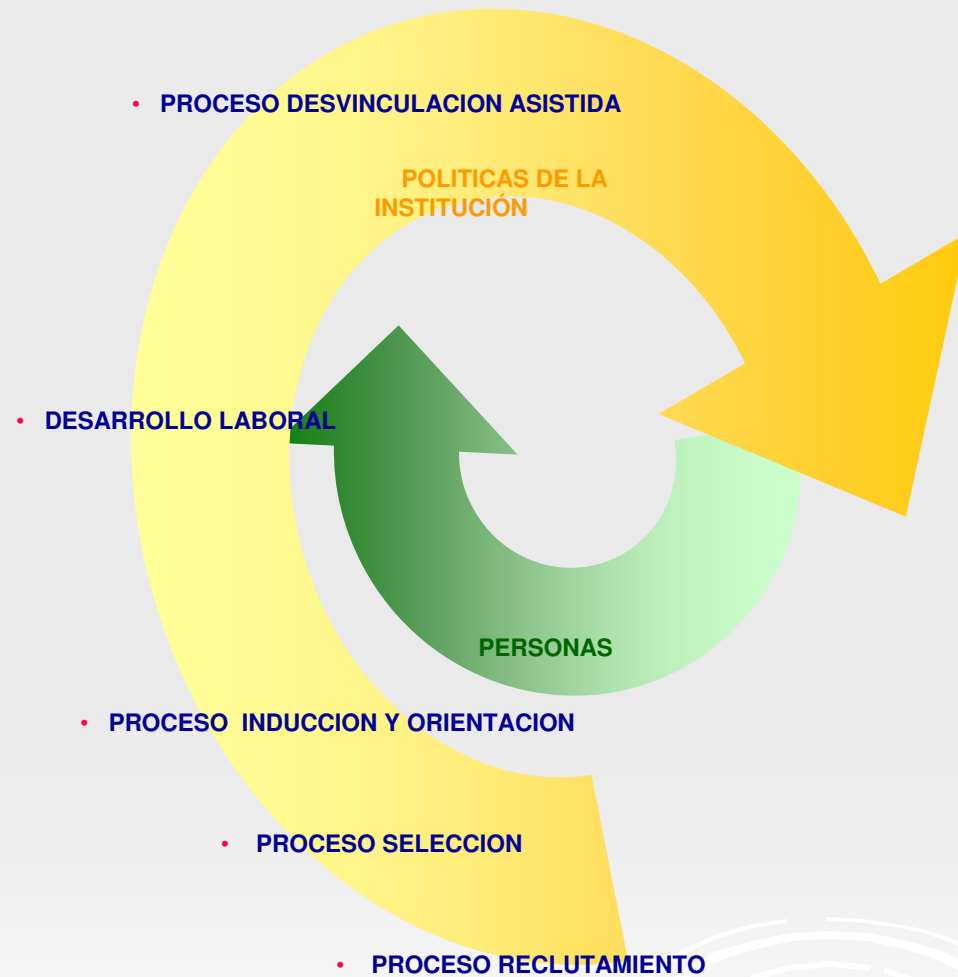 • PROCESO DESVINCULACION ASISTIDA
POLITICAS DE LA
INSTITUCIÓN
• DESARROLLO LABORAL
PERSONAS
• PROCESO  INDUCCION Y ORIENTACION
• PROCESO SELECCION
• PROCESO RECLUTAMIENTO